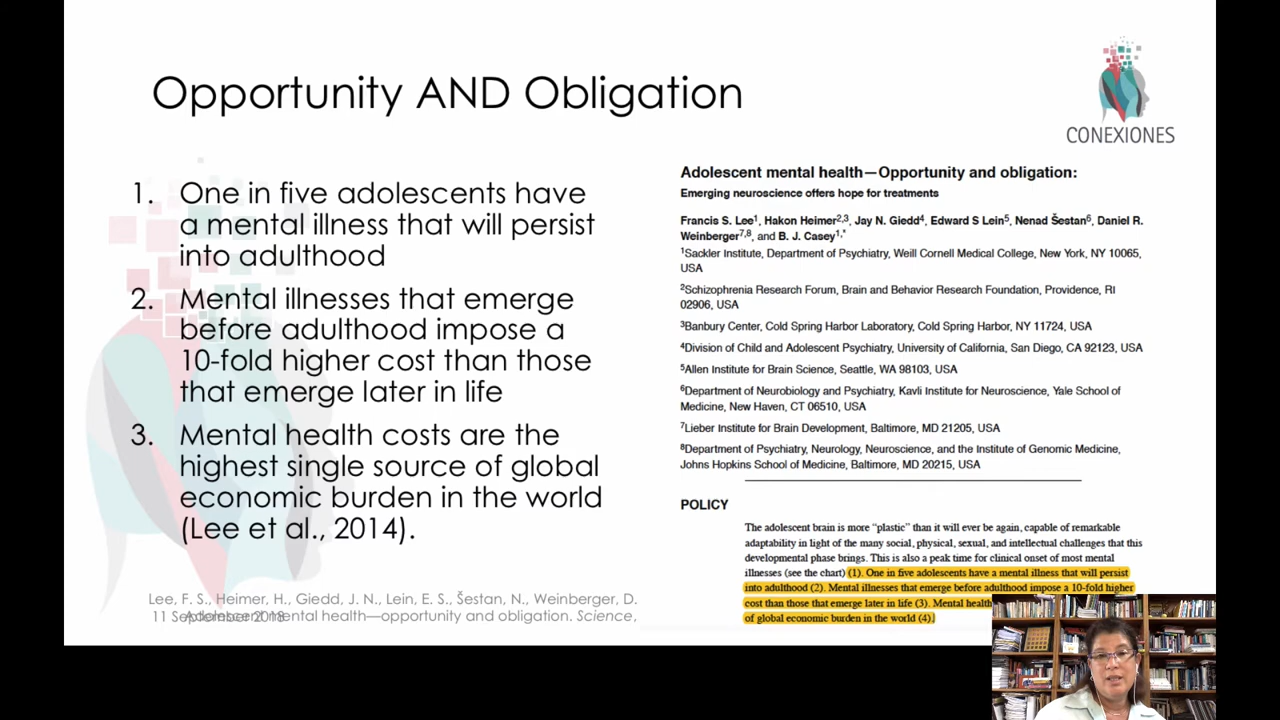 Opportunity AND Obligation
CONEXIONES
1. One in five adolescents have
a mental illness that will persist
into adulthood
2. Mental illnesses that emerge
before adulthood impose a
10-fold higher cost than those
that emerge later in life
3. Mental health costs are the
highest single source of global
economic burden in the world
(Lee et al., 2014).
Lee, F. S., Heimer, H., Giedd, J. N., Lein, E. S., Šestan, N., Weinberger, D.
11 September 2018
Adolescent mental health—opportunity and obligation. Science,
Adolescent mental health—Opportunity and obligation:
Emerging neuroscience offers hope for treatments
Francis S. Lee1, Hakon Heimer2,3, Jay N. Giedd4, Edward S Lein5, Nenad Šestan6, Daniel R.
Weinberger7,8, and B. J. Casey1,*
1Sackler Institute, Department of Psychiatry, Weill Cornell Medical College, New York, NY 10065,
USA
2Schizophrenia Research Forum, Brain and Behavior Research Foundation, Providence, RI
02906, USA
3Banbury Center, Cold Spring Harbor Laboratory, Cold Spring Harbor, NY 11724, USA
4Division of Child and Adolescent Psychiatry, University of California, San Diego, CA 92123, USA
5Allen Institute for Brain Science, Seattle, WA 98103, USA
6Department of Neurobiology and Psychiatry, Kavli Institute for Neuroscience, Yale School of
Medicine, New Haven, CT 06510, USA
7Lieber Institute for Brain Development, Baltimore, MD 21205, USA
8Department of Psychiatry, Neurology, Neuroscience, and the Institute of Genomic Medicine,
Johns Hopkins School of Medicine, Baltimore, MD 20215, USA
POLICY
The adolescent brain is more “plastic” than it will ever be again, capable of remarkable
adaptability in light of the many social, physical, sexual, and intellectual challenges that this
developmental phase brings. This is also a peak time for clinical onset of most mental
illnesses (see the chart) (1). One in five adolescents have a mental illness that will persist
into adulthood (2). Mental illnesses that emerge before adulthood impose a 10-fold higher
cost than those that emerge later in life (3). Mental health
of global economic burden in the world (4).